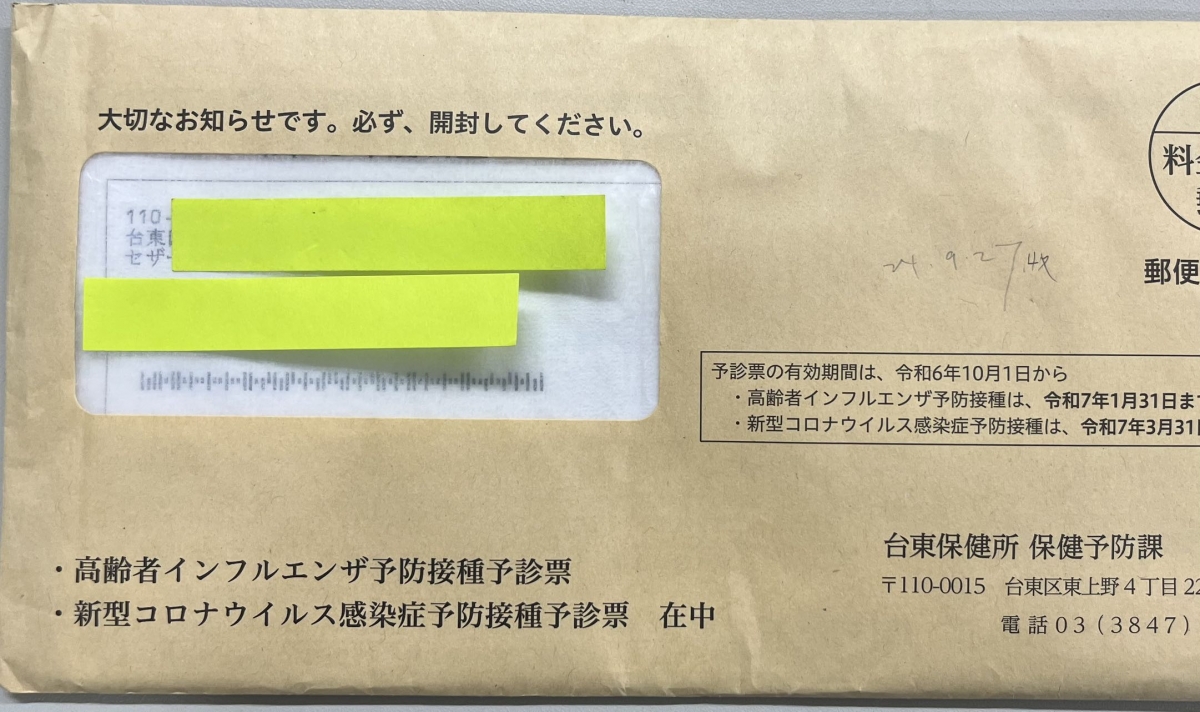 大切なお知らせです。必ず、開封してください。
110-
台東
セザ
料
郵便
24.9.27
予診票の有効期間は、令和6年10月1日から
・高齢者インフルエンザ予防接種は、令和7年1月31日ま
・新型コロナウイルス感染症予防接種は、令和7年3月31
・高齢者インフルエンザ予防接種予診票
・新型コロナウイルス感染症予防接種予診票 在中
台東保健所 保健予防課
〒110-0015 台東区東上野4丁目22
電話03(3847)